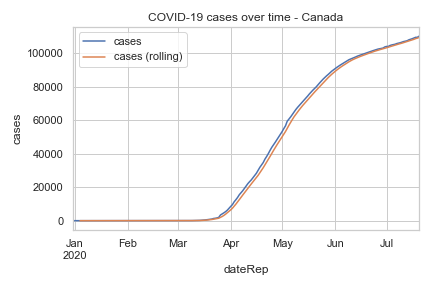 COVID-19 cases over time - Canada
cases
cases (rolling)
100000
80000
60000
40000
20000
0
cases
Jan Feb Mar Apr May Jun Jul
2020
dateRep